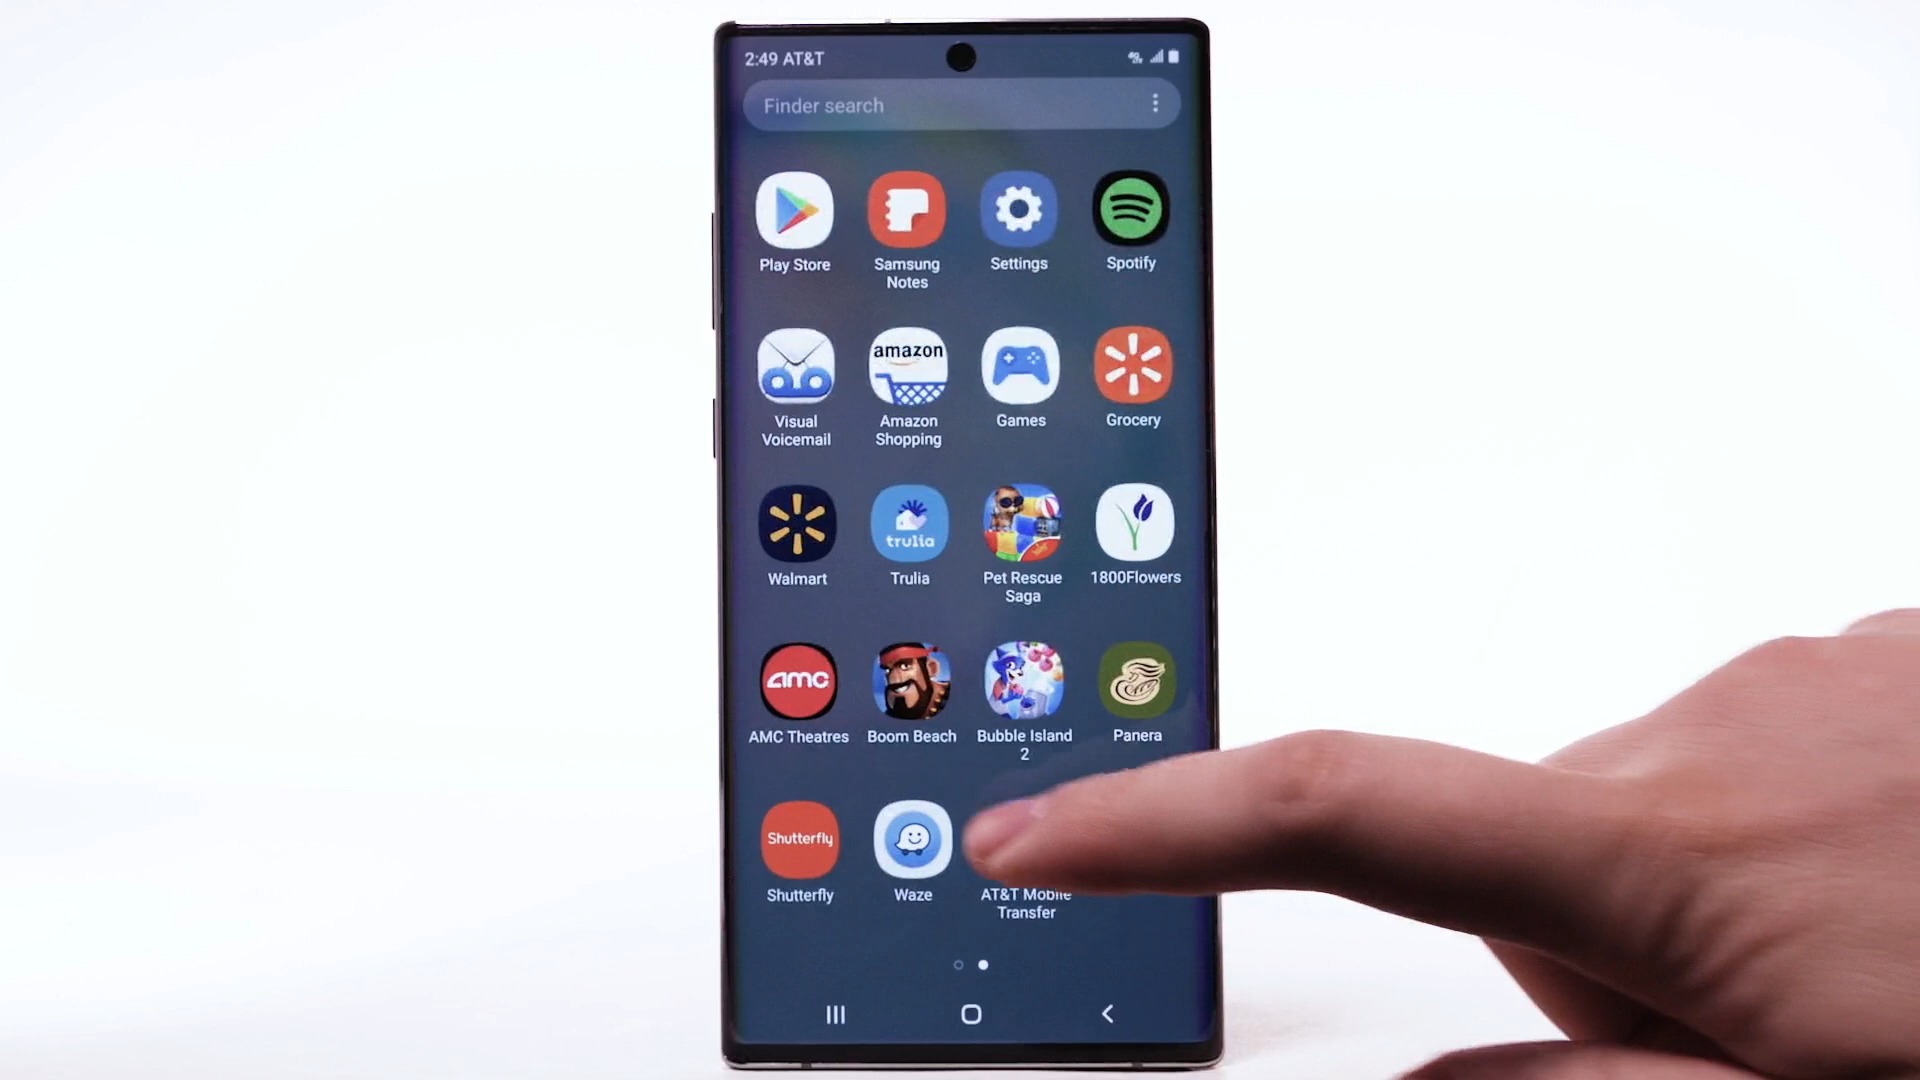 2:49 AT&T
Finder search
Play Store
Samsung
Notes
Settings
Spotify
amazon
Visual
Voicemail
Amazon
Shopping
Games
Grocery
trulia
Walmart
Trulia
Pet Rescue
Saga
1800Flowers
amc
AMC Theatres
Boom Beach
Bubble Island
2
Panera
Shutterfly
Shutterfly
Waze
AT&T Mobile
Transfer